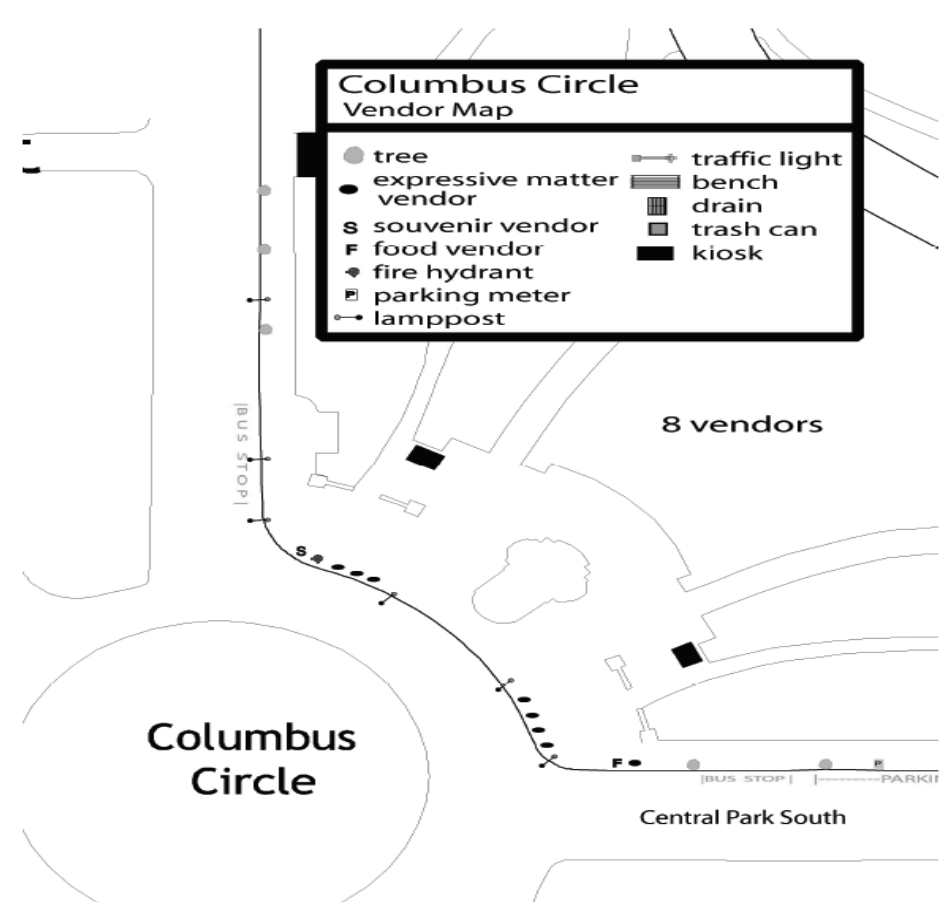 Columbus Circle
Vendor Map
tree
expressive matter
vendor
S souvenir vendor
F food vendor
fire hydrant
P parking meter
lamppost
traffic light
bench
drain
trash can
kiosk
8 vendors
|BUS STOP|
S
Columbus
Circle
F
P
|BUS STOP| |----------PARKIN
Central Park South